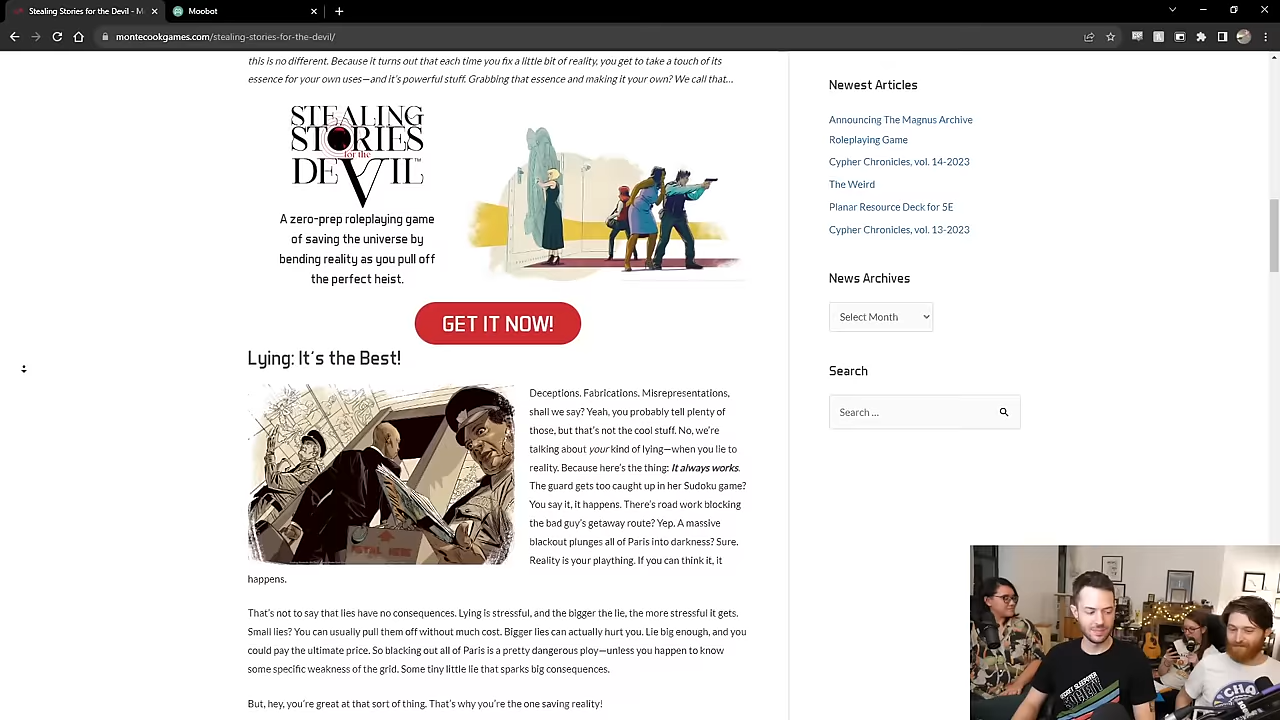 Stealing Stories for the Devil - M
Moobot
montecookgames.com/stealing-stories-for-the-devil/
this is no different. Because it turns out that each time you fix a little bit of reality, you get to take a touch of its
essence for your own uses—and it's powerful stuff. Grabbing that essence and making it your own? We call that...
STEALING
STORIES
for the
DEVIL™
A zero-prep roleplaying game
of saving the universe by
bending reality as you pull off
the perfect heist.
GET IT NOW!
Lying: It's the Best!
Deceptions. Fabrications. Misrepresentations,
shall we say? Yeah, you probably tell plenty of
those, but that's not the cool stuff. No, we're
talking about your kind of lying—when you lie to
reality. Because here's the thing: It always works.
The guard gets too caught up in her Sudoku game?
You say it, it happens. There's road work blocking
the bad guy's getaway route? Yep. A massive
blackout plunges all of Paris into darkness? Sure.
Reality is your plaything. If you can think it, it
happens.
That's not to say that lies have no consequences. Lying is stressful, and the bigger the lie, the more stressful it gets.
Small lies? You can usually pull them off without much cost. Bigger lies can actually hurt you. Lie big enough, and you
could pay the ultimate price. So blacking out all of Paris is a pretty dangerous ploy—unless you happen to know
some specific weakness of the grid. Some tiny little lie that sparks big consequences.
But, hey, you're great at that sort of thing. That's why you're the one saving reality!
Newest Articles
Announcing The Magnus Archive
Roleplaying Game
Cypher Chronicles, vol. 14-2023
The Weird
Planar Resource Deck for 5E
Cypher Chronicles, vol. 13-2023
News Archives
Select Month
Search
Search ...